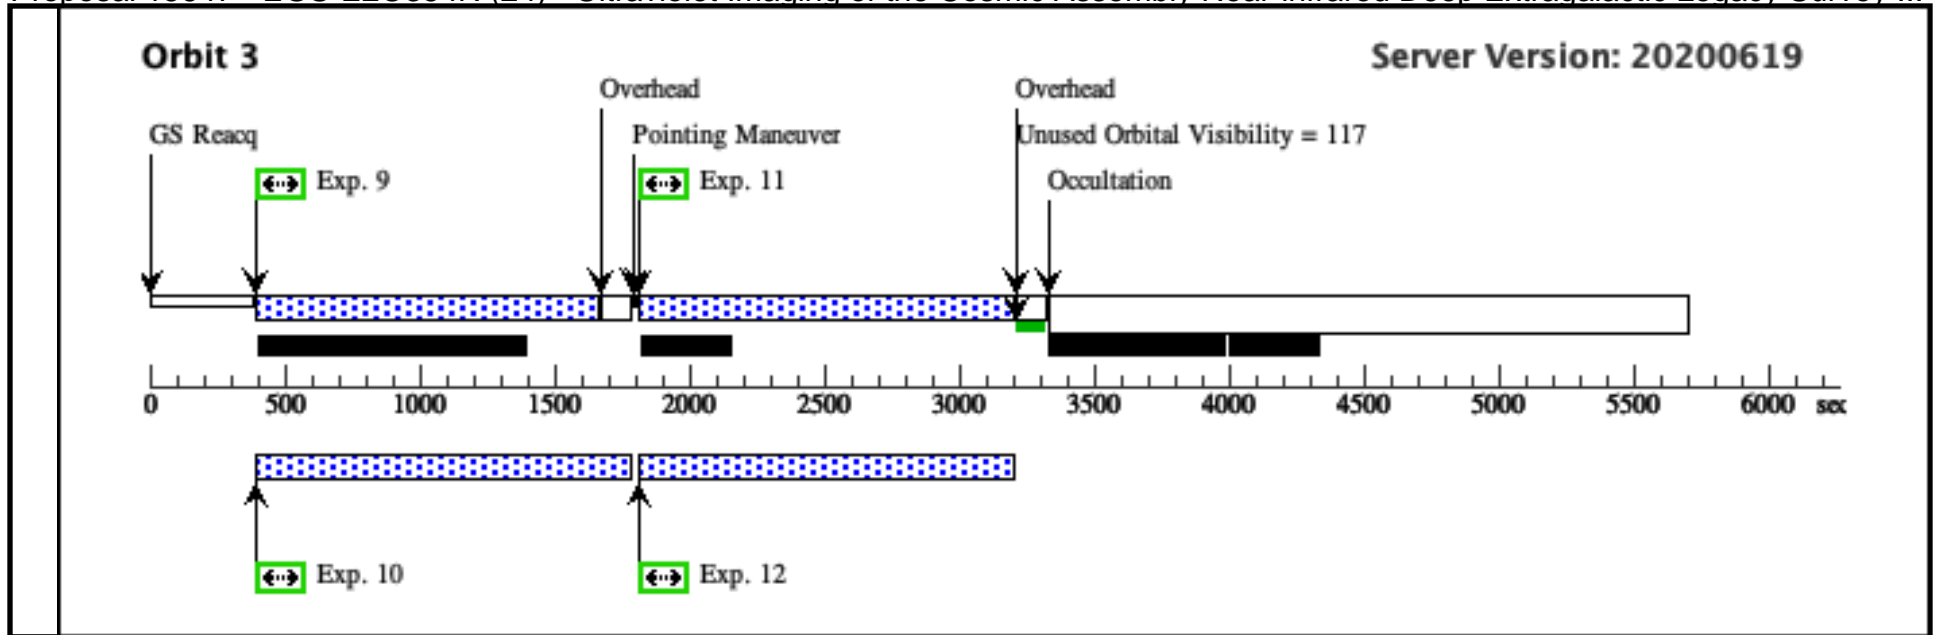 Orbit 3
Server Version: 20200619
Overhead
Overhead
GS Reacq
Pointing Maneuver
Unused Orbital Visibility = 117
Exp. 9
Exp. 11
Occultation
0 500 1000 1500 2000 2500 3000 3500 4000 4500 5000 5500 6000 sec
Exp. 10
Exp. 12